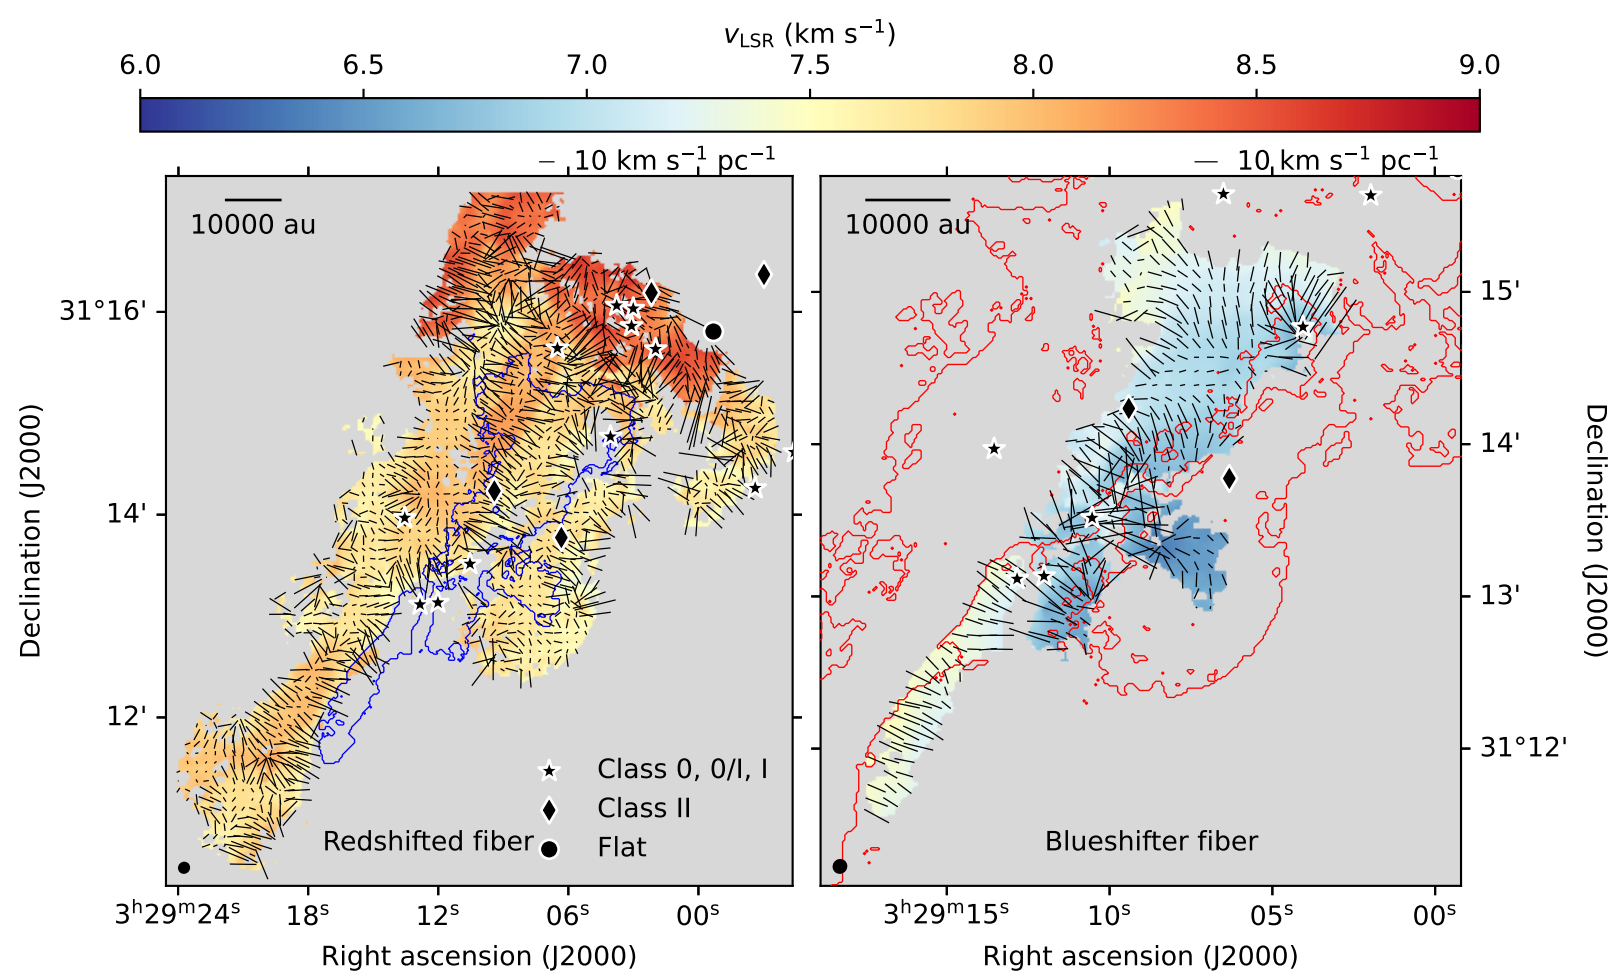 v_LSR (km s⁻¹)
6.0 6.5 7.0 7.5 8.0 8.5 9.0
10 km s⁻¹ pc⁻¹
10 km s⁻¹ pc⁻¹
10000 au
10000 au
31°16'
14'
12'
15'
14'
13'
31°12'
Declination (J2000)
Declination (J2000)
Class 0, 0/I, I
Class II
Flat
Redshifted fiber
Blueshifter fiber
3ʰ29ᵐ24ˢ 18ˢ 12ˢ 06ˢ 00ˢ
3ʰ29ᵐ15ˢ 10ˢ 05ˢ 00ˢ
Right ascension (J2000)
Right ascension (J2000)